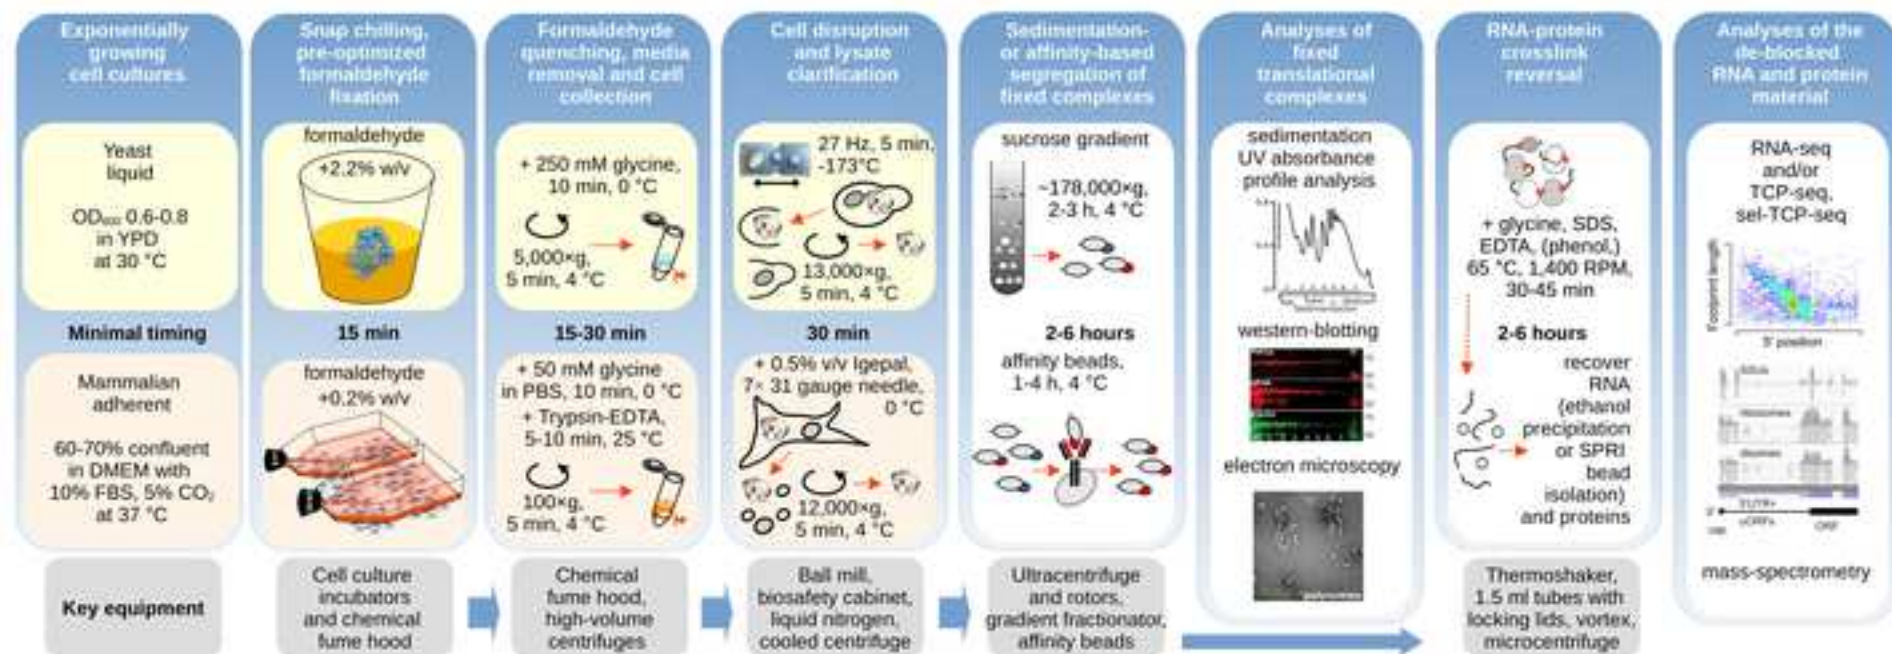 Exponentially
growing
cell cultures
Yeast
liquid
OD₆₀₀ 0.6-0.8
in YPD
at 30 °C
Minimal timing
Mammalian
adherent
60-70% confluent
in DMEM with
10% FBS, 5% CO₂
at 37 °C
Key equipment
Snap chilling,
pre-optimized
formaldehyde
fixation
formaldehyde
+2.2% w/v
15 min
formaldehyde
+0.2% w/v
Cell culture
incubators
and chemical
fume hood
Formaldehyde
quenching, media
removal and cell
collection
+ 250 mM glycine,
10 min, 0 °C
5,000×g,
5 min, 4 °C
15-30 min
+ 50 mM glycine
in PBS, 10 min, 0 °C
+ Trypsin-EDTA,
5-10 min, 25 °C
100×g,
5 min, 4 °C
Chemical
fume hood,
high-volume
centrifuges
Cell disruption
and lysate
clarification
27 Hz, 5 min,
-173°C
13,000×g,
5 min, 4 °C
30 min
+ 0.5% v/v Igepal,
7× 31 gauge needle,
0 °C
12,000×g,
5 min, 4 °C
Ball mill,
biosafety cabinet,
liquid nitrogen,
cooled centrifuge
Sedimentation-
or affinity-based
segregation of
fixed complexes
sucrose gradient
~178,000×g,
2-3 h, 4 °C
2-6 hours
affinity beads,
1-4 h, 4 °C
Ultracentrifuge
and rotors,
gradient fractionator,
affinity beads
Analyses of
fixed
translational
complexes
sedimentation
UV absorbance
profile analysis
western-blotting
electron microscopy
RNA-protein
crosslink
reversal
+ glycine, SDS,
EDTA, (phenol,)
65 °C, 1,400 RPM,
30-45 min
2-6 hours
recover
RNA
(ethanol
precipitation
or SPRI
bead
isolation)
and proteins
Thermoshaker,
1.5 ml tubes with
locking lids, vortex,
microcentrifuge
Analyses of the
de-blocked
RNA and protein
material
RNA-seq
and/or
TCP-seq,
sel-TCP-seq
Footprint length
5' position
ORF
mass-spectrometry